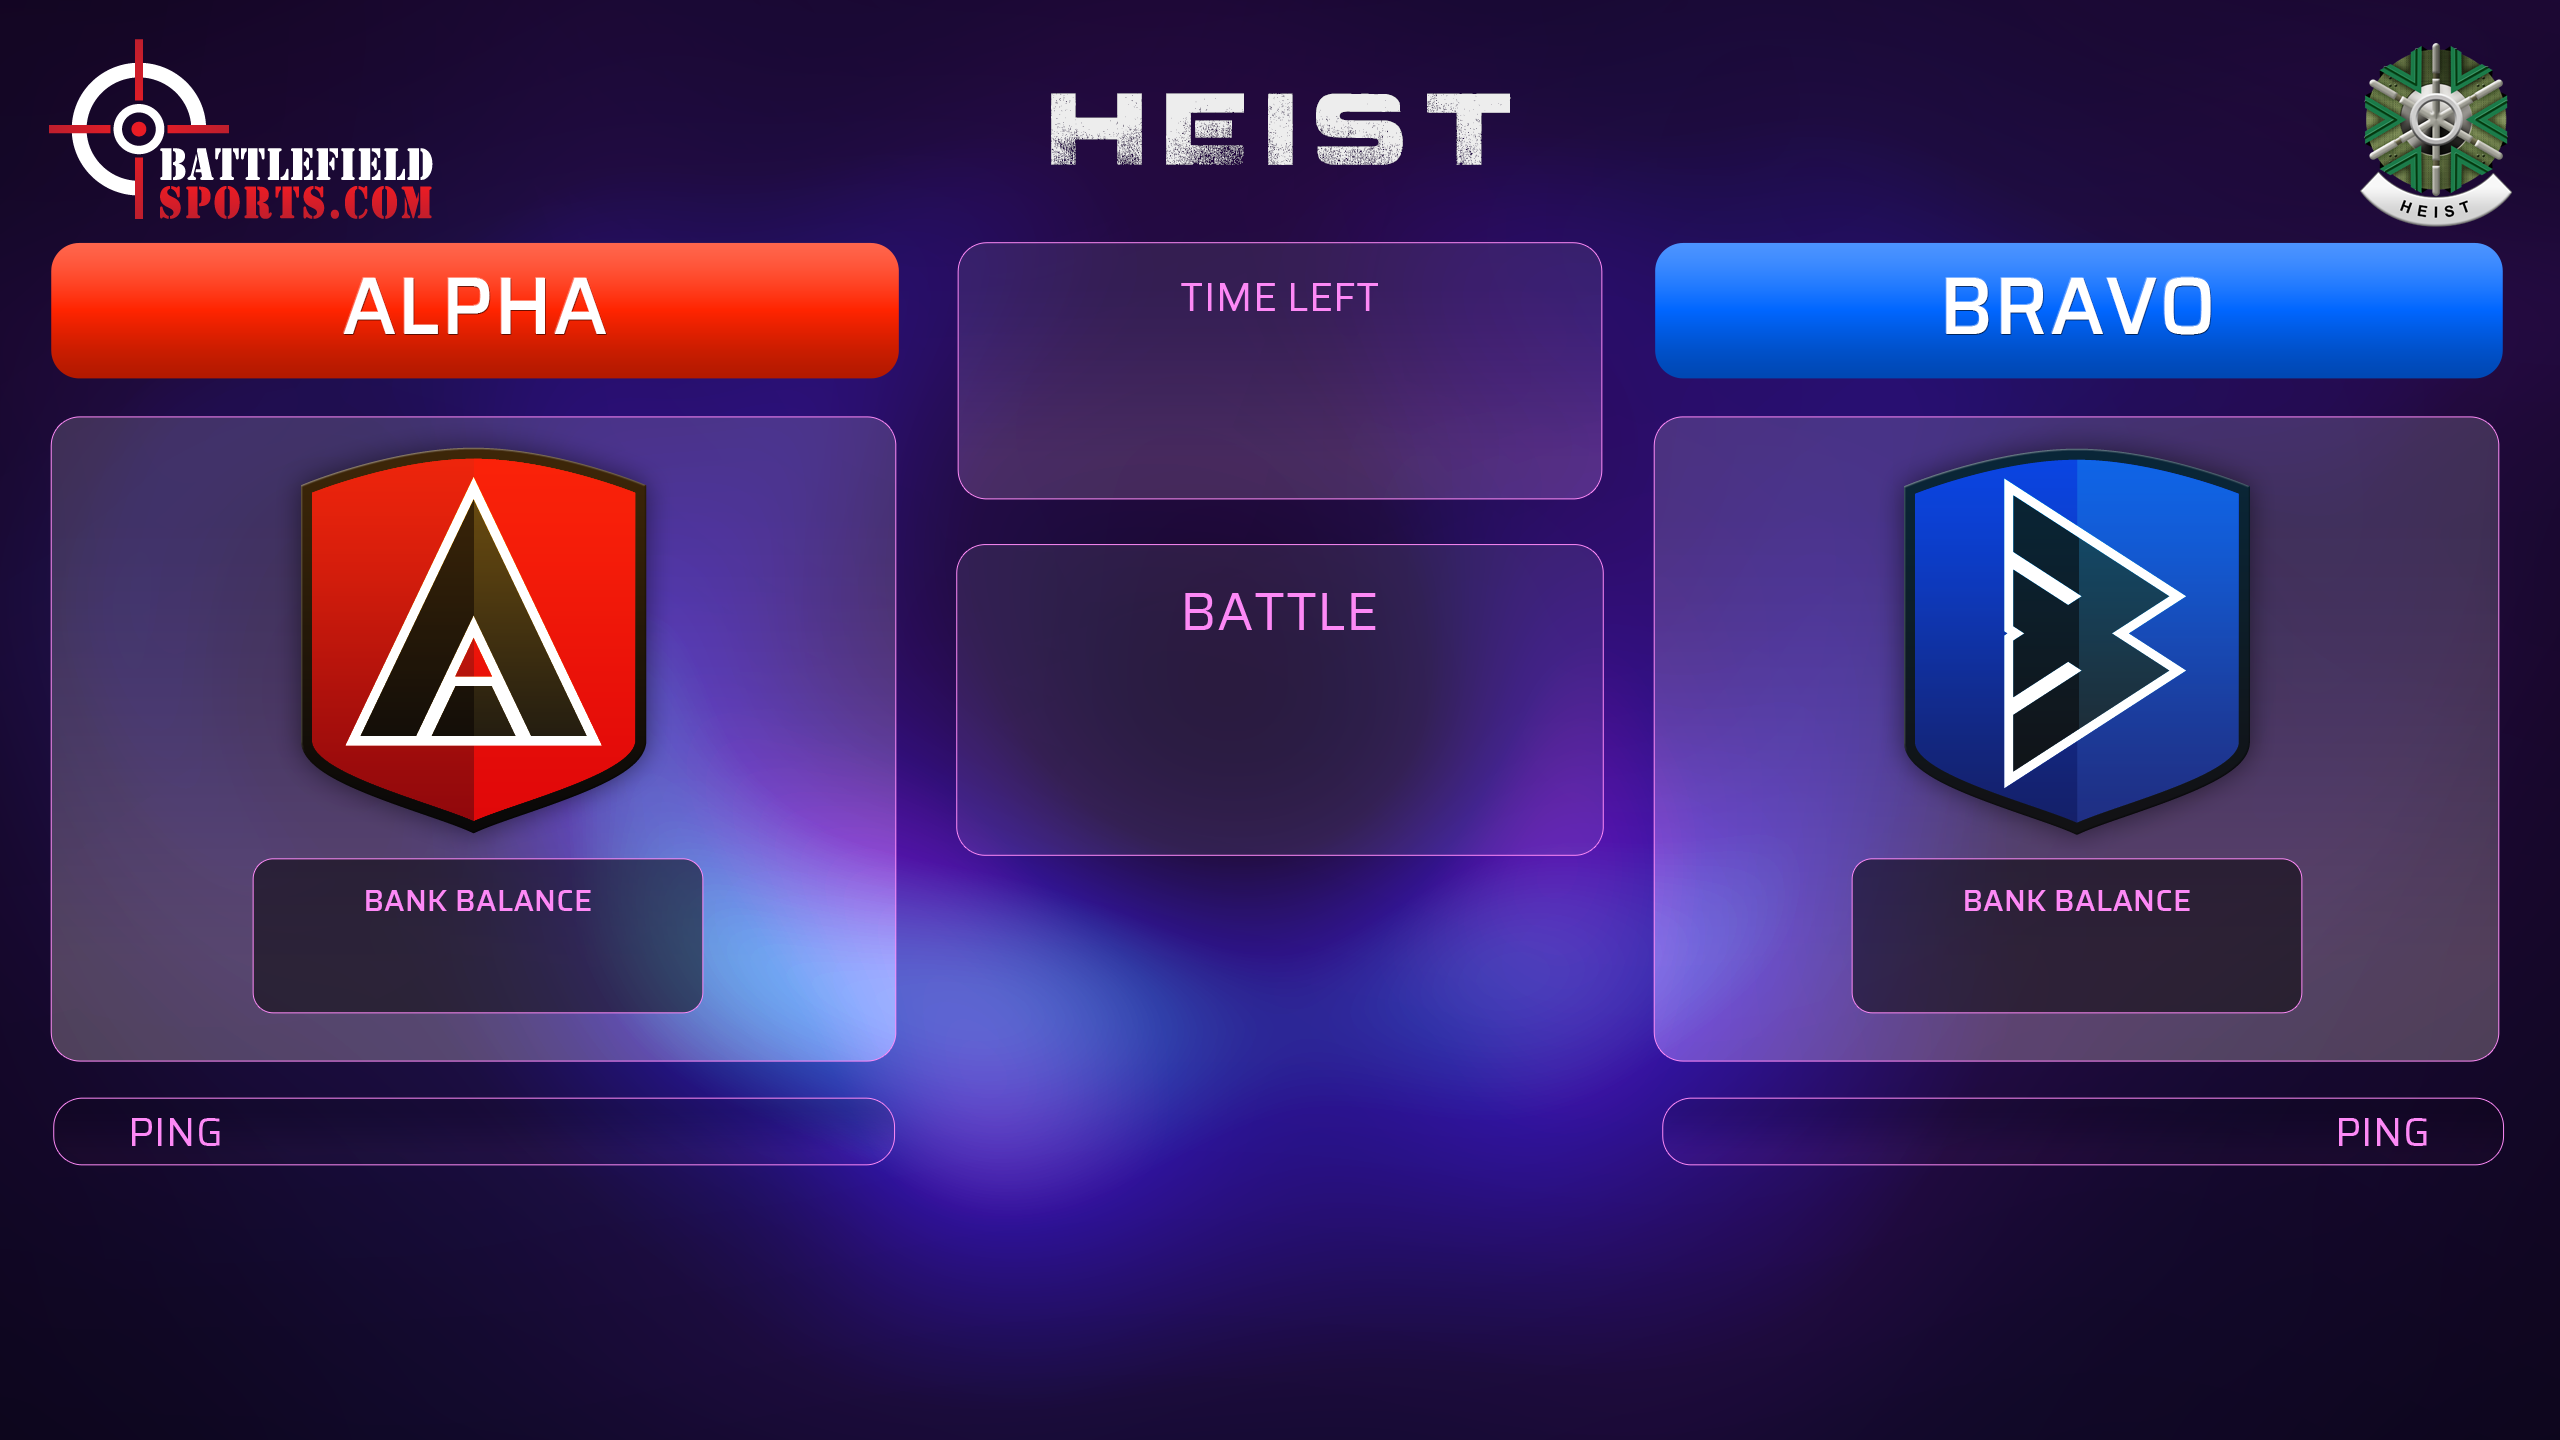 BATTLEFIELD
SPORTS.COM
HEIST
HEIST
ALPHA
TIME LEFT
BRAVO
BATTLE
BANK BALANCE
BANK BALANCE
PING
PING